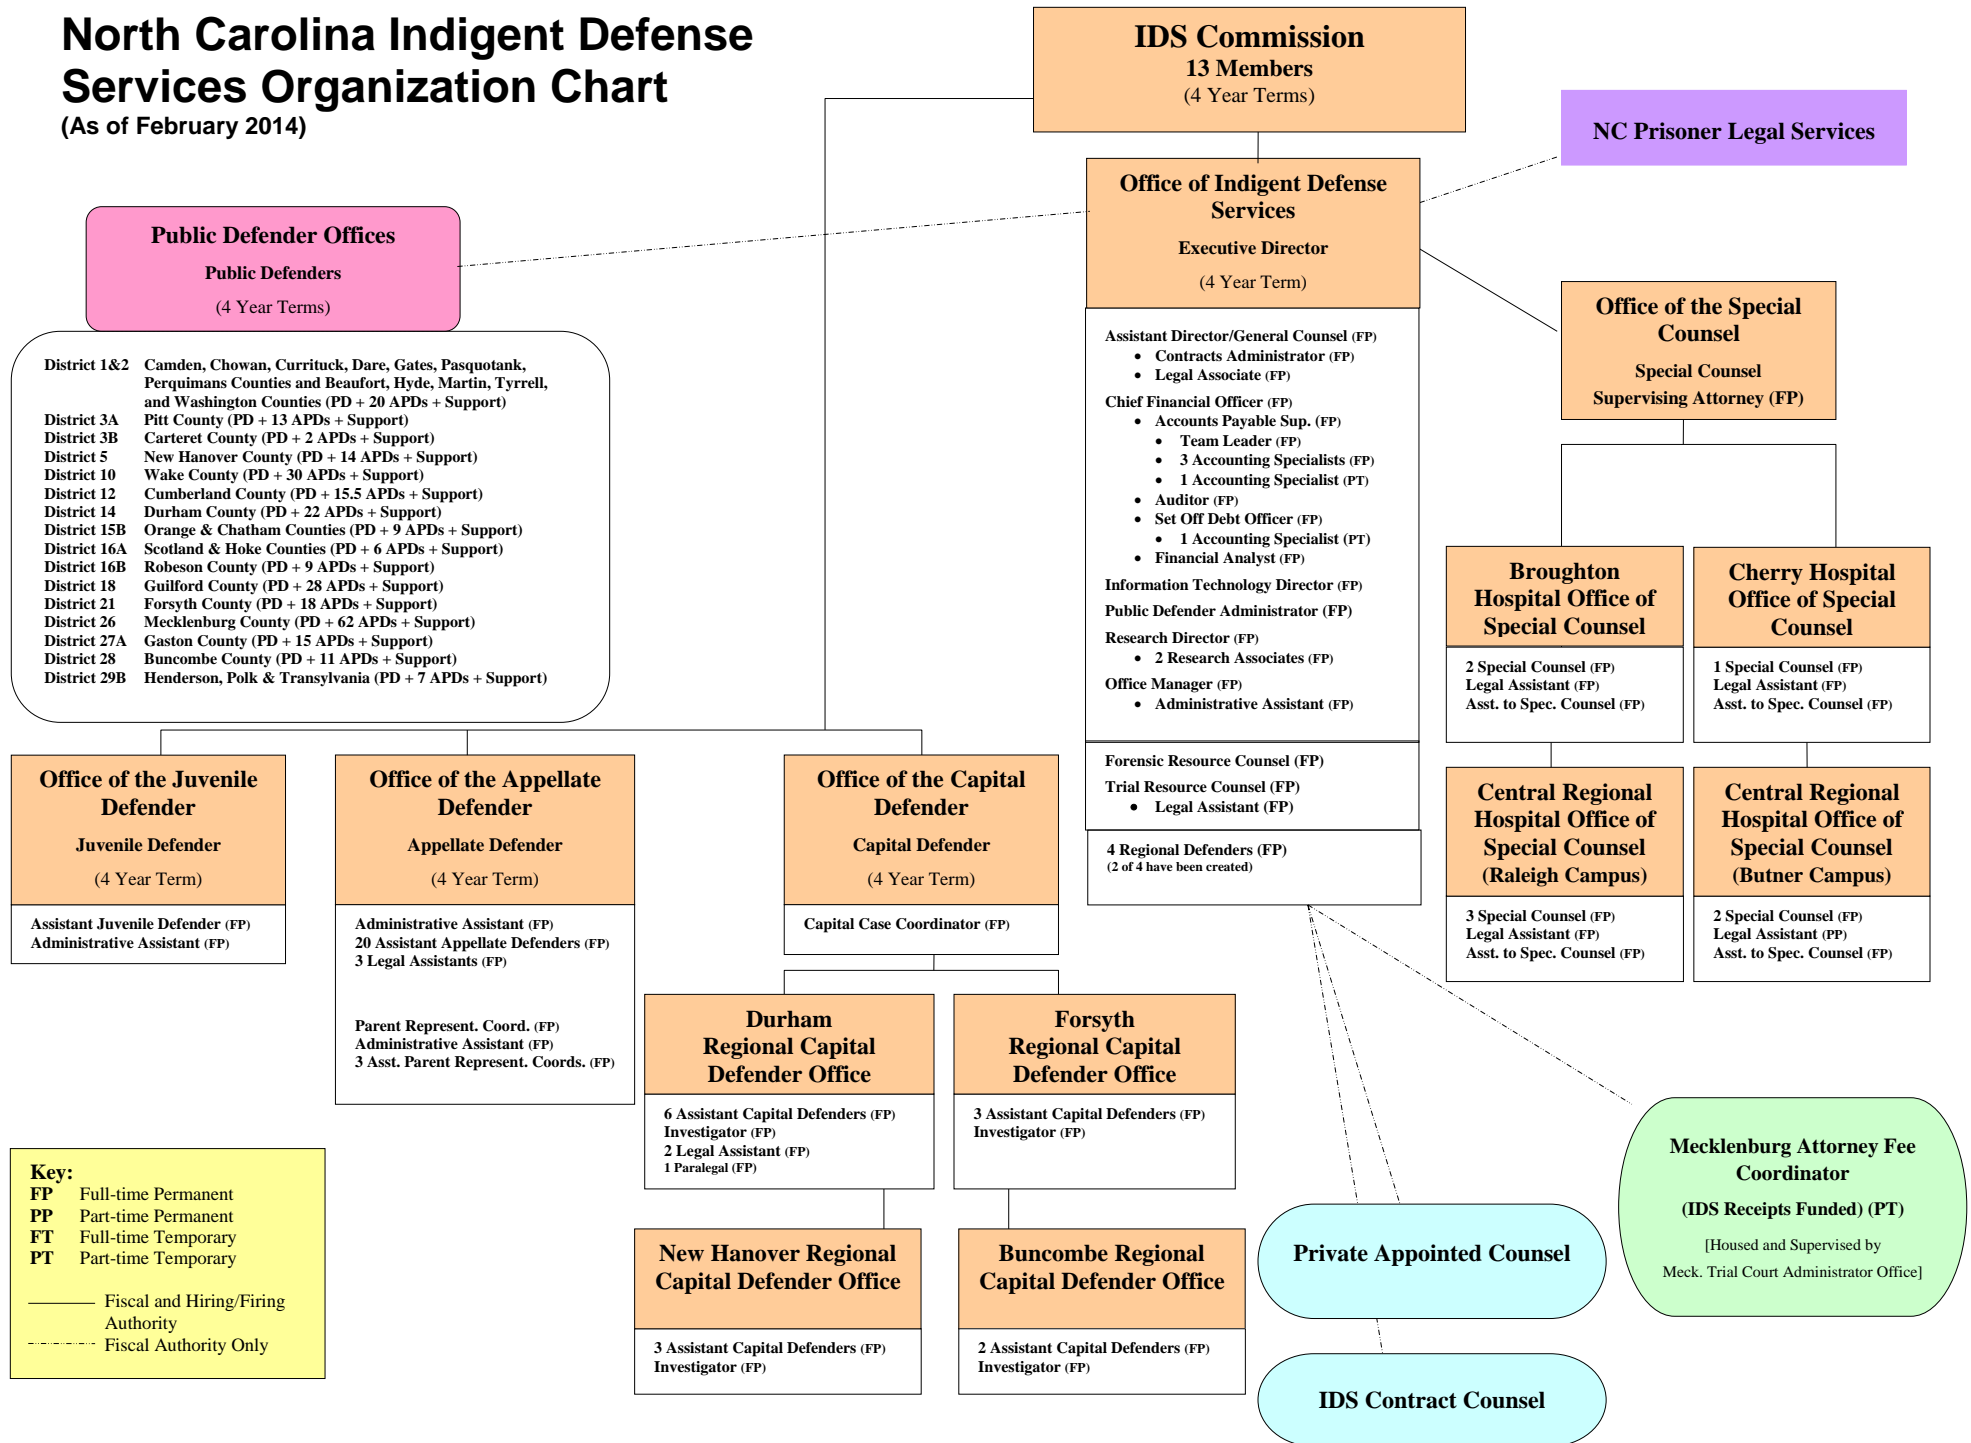 North Carolina Indigent Defense
Services Organization Chart
(As of February 2014)
IDS Commission
13 Members
(4 Year Terms)
NC Prisoner Legal Services
Office of Indigent Defense
Services
Executive Director
(4 Year Term)
Public Defender Offices
Public Defenders
(4 Year Terms)
District 1&2 Camden, Chowan, Currituck, Dare, Gates, Pasquotank,
Perquimans Counties and Beaufort, Hyde, Martin, Tyrrell,
and Washington Counties (PD + 20 APDs + Support)
District 3A Pitt County (PD + 13 APDs + Support)
District 3B Carteret County (PD + 2 APDs + Support)
District 5 New Hanover County (PD + 14 APDs + Support)
District 10 Wake County (PD + 30 APDs + Support)
District 12 Cumberland County (PD + 15.5 APDs + Support)
District 14 Durham County (PD + 22 APDs + Support)
District 15B Orange & Chatham Counties (PD + 9 APDs + Support)
District 16A Scotland & Hoke Counties (PD + 6 APDs + Support)
District 16B Robeson County (PD + 9 APDs + Support)
District 18 Guilford County (PD + 28 APDs + Support)
District 21 Forsyth County (PD + 18 APDs + Support)
District 26 Mecklenburg County (PD + 62 APDs + Support)
District 27A Gaston County (PD + 15 APDs + Support)
District 28 Buncombe County (PD + 11 APDs + Support)
District 29B Henderson, Polk & Transylvania (PD + 7 APDs + Support)
Assistant Director/General Counsel (FP)
• Contracts Administrator (FP)
• Legal Associate (FP)
Chief Financial Officer (FP)
• Accounts Payable Sup. (FP)
• Team Leader (FP)
• 3 Accounting Specialists (FP)
• 1 Accounting Specialist (PT)
• Auditor (FP)
• Set Off Debt Officer (FP)
• 1 Accounting Specialist (PT)
• Financial Analyst (FP)
Information Technology Director (FP)
Public Defender Administrator (FP)
Research Director (FP)
• 2 Research Associates (FP)
Office Manager (FP)
• Administrative Assistant (FP)
Forensic Resource Counsel (FP)
Trial Resource Counsel (FP)
• Legal Assistant (FP)
4 Regional Defenders (FP)
(2 of 4 have been created)
Office of the Special
Counsel
Special Counsel
Supervising Attorney (FP)
Broughton
Hospital Office of
Special Counsel
2 Special Counsel (FP)
Legal Assistant (FP)
Asst. to Spec. Counsel (FP)
Cherry Hospital
Office of Special
Counsel
1 Special Counsel (FP)
Legal Assistant (FP)
Asst. to Spec. Counsel (FP)
Central Regional
Hospital Office of
Special Counsel
(Raleigh Campus)
3 Special Counsel (FP)
Legal Assistant (FP)
Asst. to Spec. Counsel (FP)
Central Regional
Hospital Office of
Special Counsel
(Butner Campus)
2 Special Counsel (FP)
Legal Assistant (PP)
Asst. to Spec. Counsel (FP)
Office of the Juvenile
Defender
Juvenile Defender
(4 Year Term)
Assistant Juvenile Defender (FP)
Administrative Assistant (FP)
Office of the Appellate
Defender
Appellate Defender
(4 Year Term)
Administrative Assistant (FP)
20 Assistant Appellate Defenders (FP)
3 Legal Assistants (FP)
Parent Represent. Coord. (FP)
Administrative Assistant (FP)
3 Asst. Parent Represent. Coords. (FP)
Office of the Capital
Defender
Capital Defender
(4 Year Term)
Capital Case Coordinator (FP)
Durham
Regional Capital
Defender Office
6 Assistant Capital Defenders (FP)
Investigator (FP)
2 Legal Assistant (FP)
1 Paralegal (FP)
Forsyth
Regional Capital
Defender Office
3 Assistant Capital Defenders (FP)
Investigator (FP)
New Hanover Regional
Capital Defender Office
3 Assistant Capital Defenders (FP)
Investigator (FP)
Buncombe Regional
Capital Defender Office
2 Assistant Capital Defenders (FP)
Investigator (FP)
Private Appointed Counsel
IDS Contract Counsel
Mecklenburg Attorney Fee
Coordinator
(IDS Receipts Funded) (PT)
[Housed and Supervised by
Meck. Trial Court Administrator Office]
Key:
FP Full-time Permanent
PP Part-time Permanent
FT Full-time Temporary
PT Part-time Temporary
Fiscal and Hiring/Firing
Authority
Fiscal Authority Only